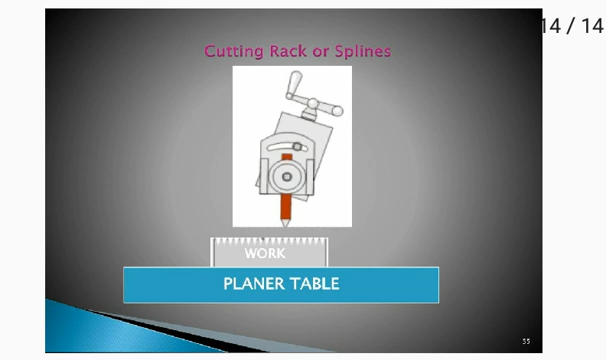 14 / 14
Cutting Rack or Splines
WORK
PLANER TABLE
55